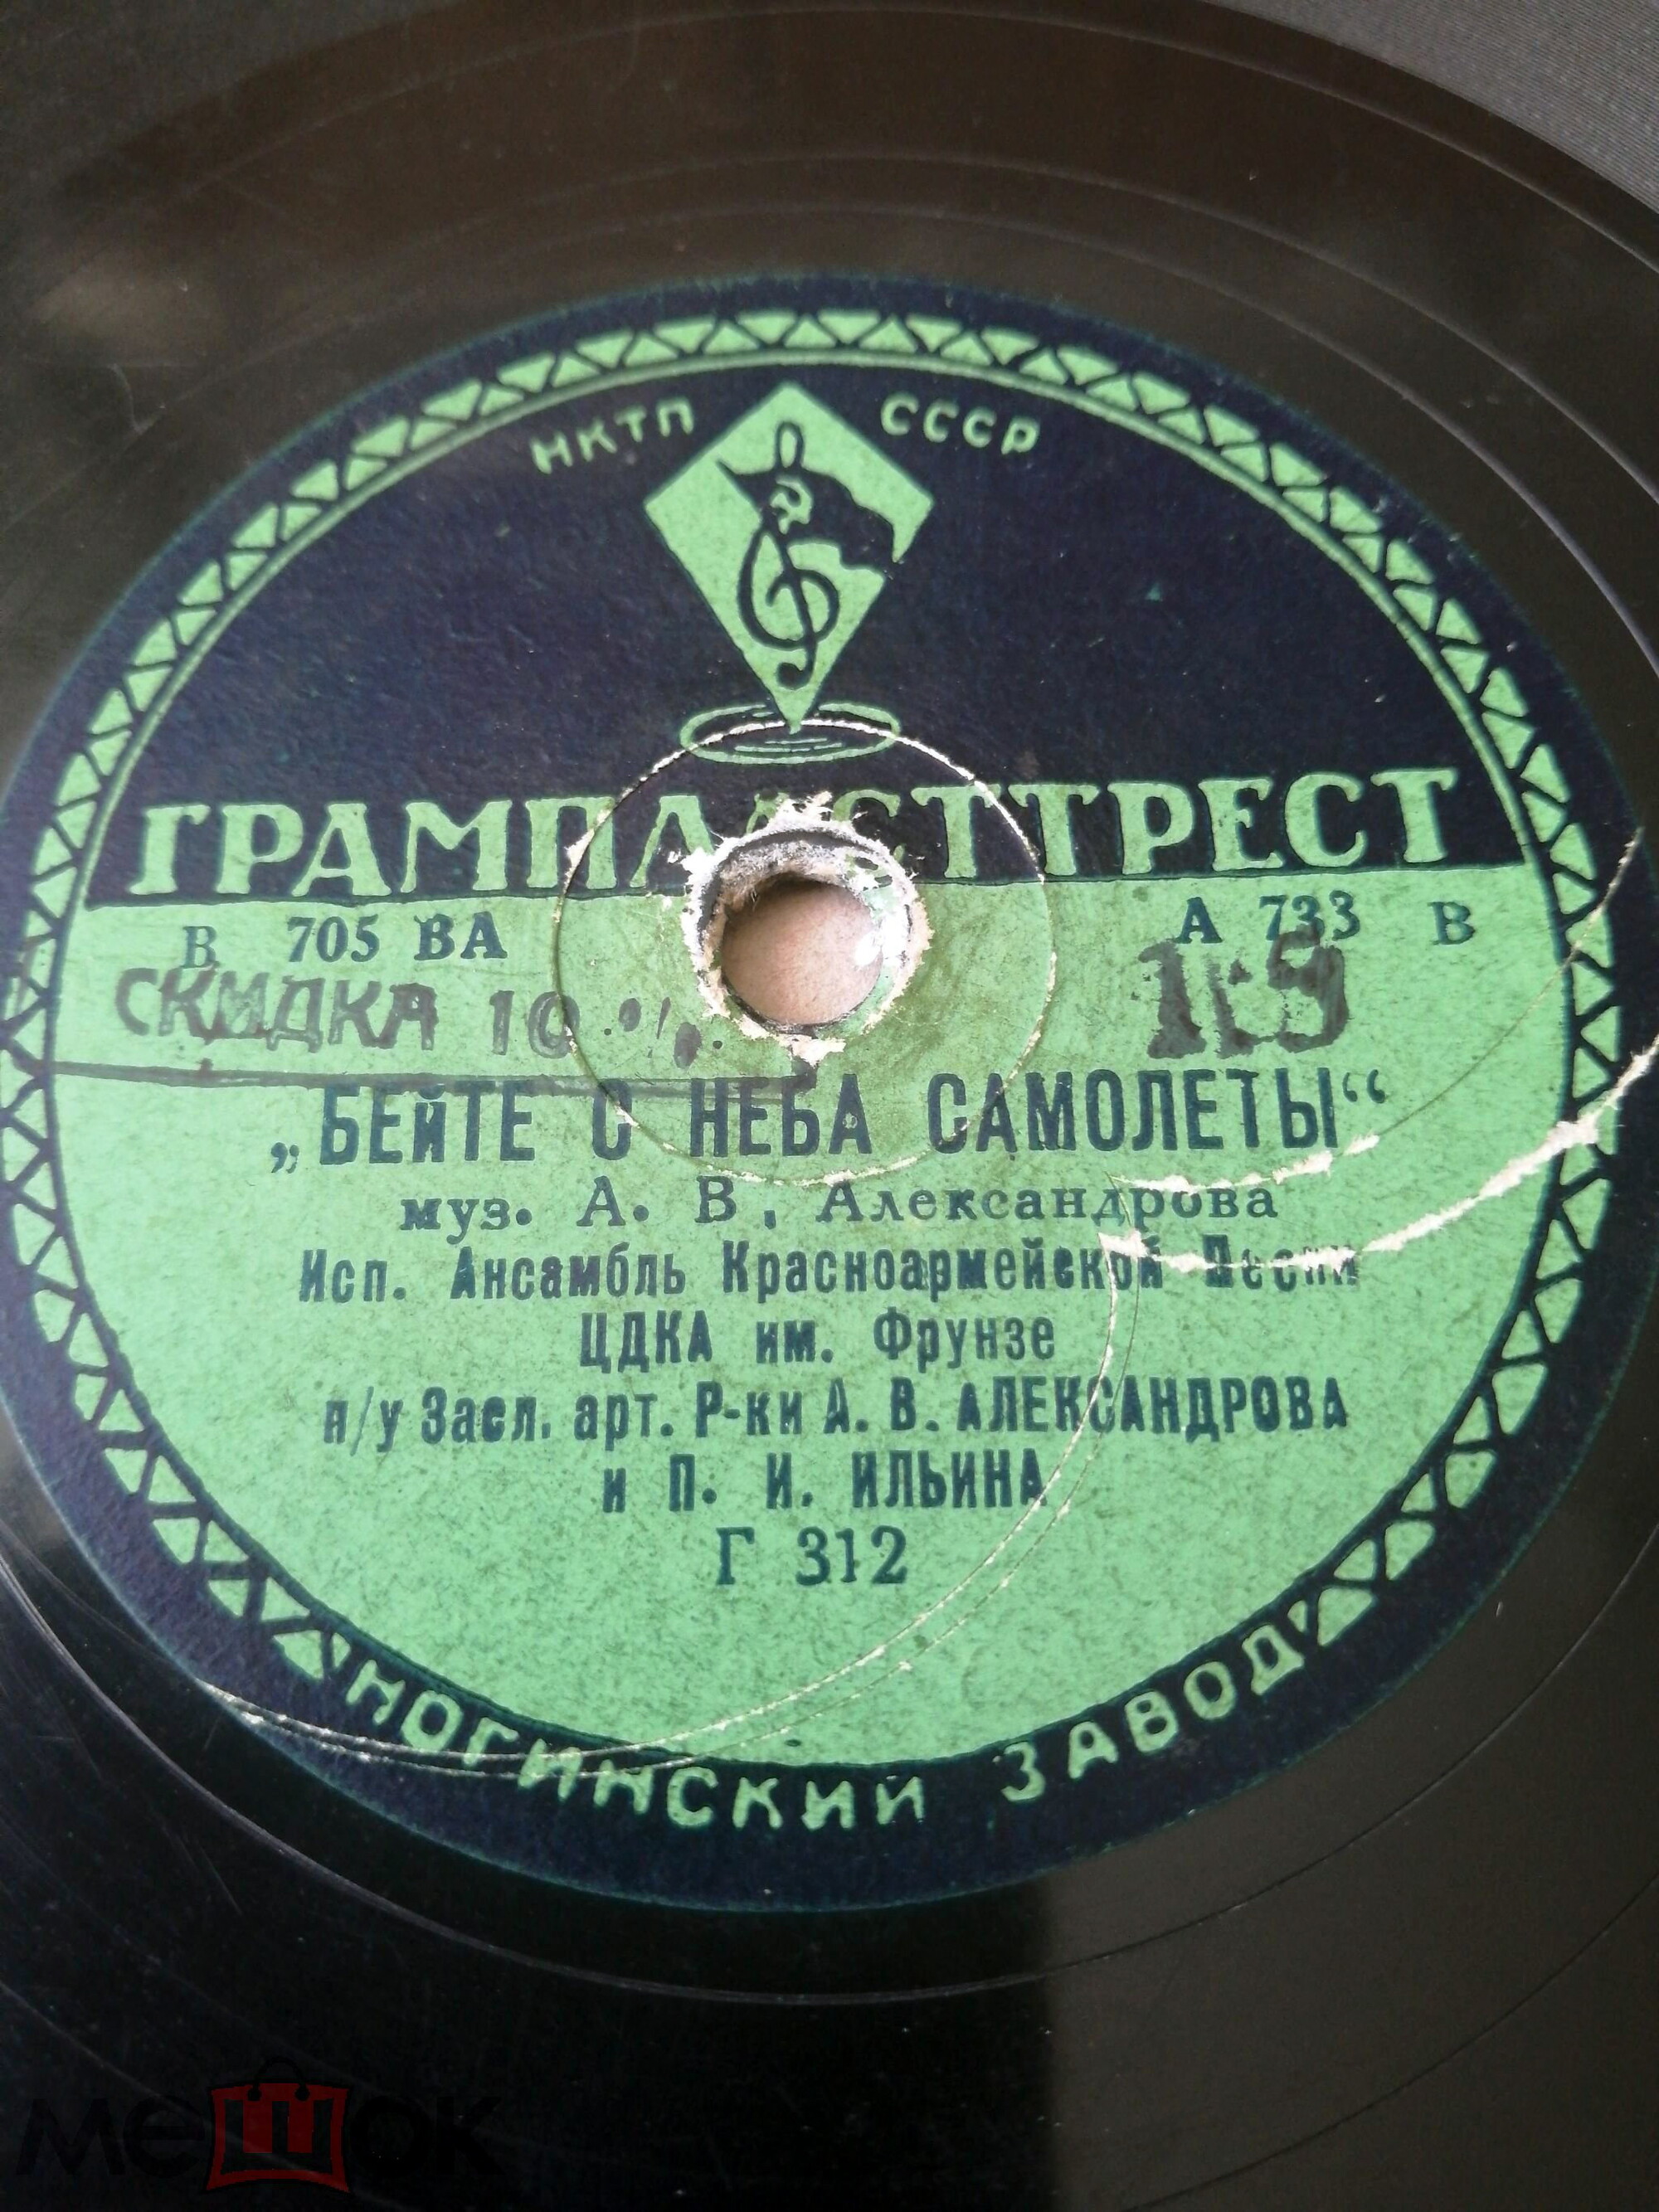 НКТП СССР
ГРАМПЛАСТТРЕСТ
В 705 ВА А 733 В
СКИДКА 10 %
„БЕЙТЕ С НЕБА САМОЛЕТЫ“
муз. А. В. Александрова
Исп. Ансамбль Красноармейской Песни
ЦДКА им. Фрунзе
п/у Засл. арт. Р-ки А. В. АЛЕКСАНДРОВА
и П. И. ИЛЬИНА
Г 312
НОГИНСКИЙ ЗАВОД
мешок